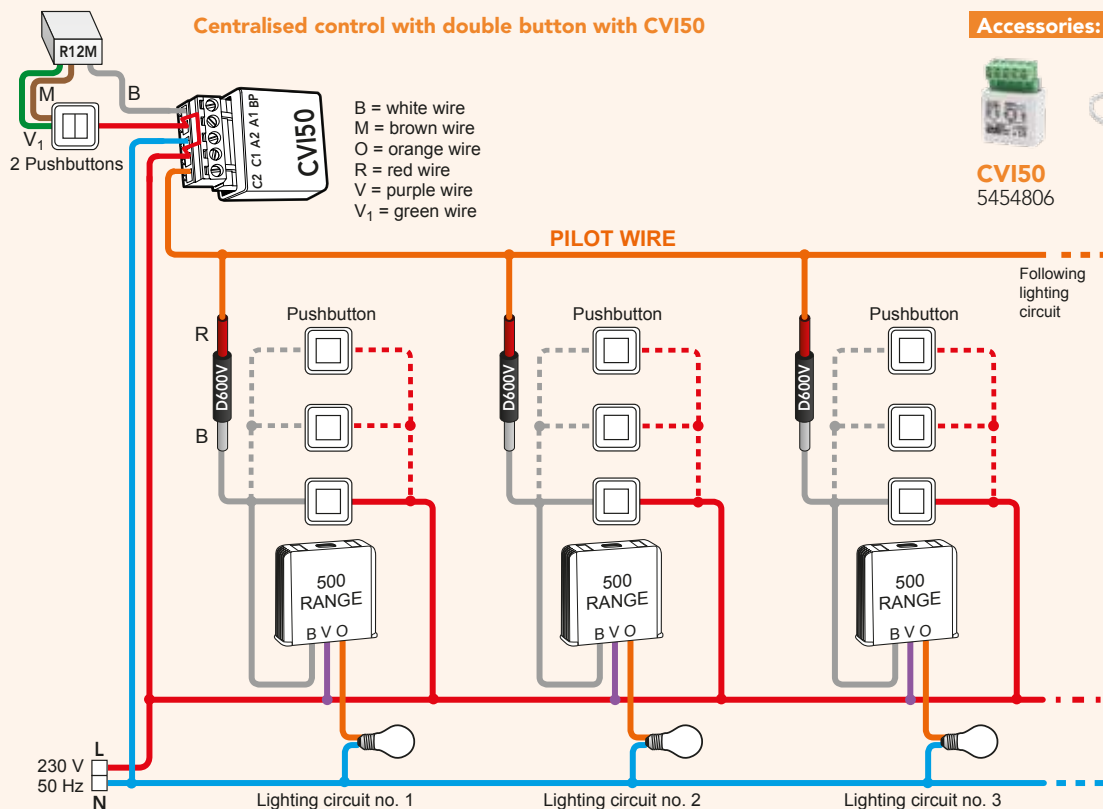 Centralised control with double button with CVI50
Accessories:
R12M
M
B
V₁
2 Pushbuttons
C2 C1 A2 A1 BP
CVI50
B = white wire
M = brown wire
O = orange wire
R = red wire
V = purple wire
V₁ = green wire
CVI50
5454806
PILOT WIRE
Following
lighting
circuit
Pushbutton
Pushbutton
Pushbutton
R
D600V
B
D600V
D600V
500
RANGE
B V O
500
RANGE
B V O
500
RANGE
B V O
L
230 V
50 Hz
N
Lighting circuit no. 1
Lighting circuit no. 2
Lighting circuit no. 3